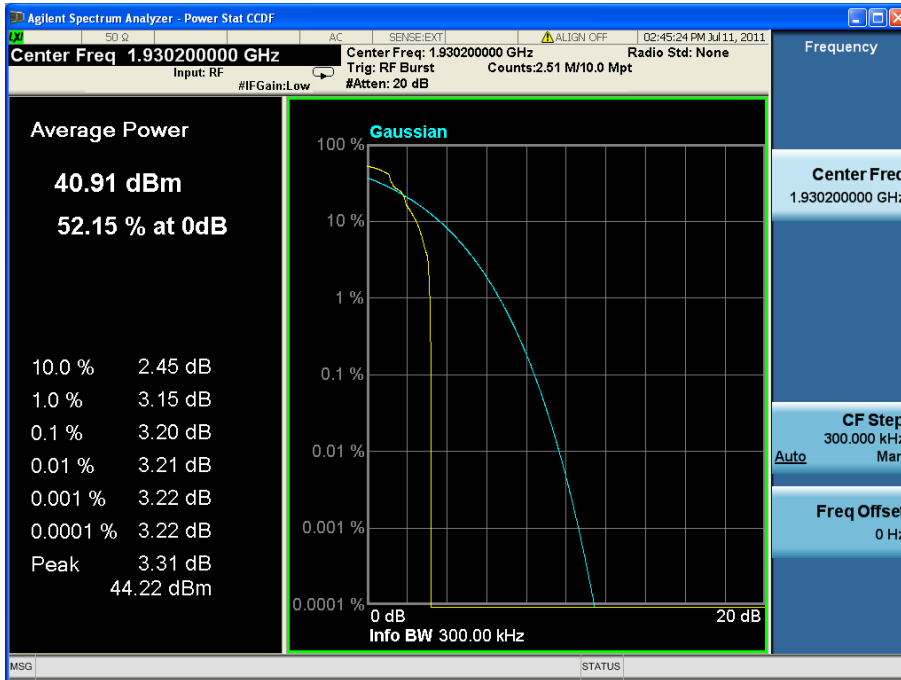 Agilent Spectrum Analyzer - Power Stat CCDF
LXI 50 Ω AC SENSE:EXT ALIGN OFF 02:45:24 PM Jul 11, 2011
Center Freq 1.930200000 GHz
Input: RF
#IFGain:Low
Center Freq: 1.930200000 GHz Radio Std: None
Trig: RF Burst Counts:2.51 M/10.0 Mpt
#Atten: 20 dB
Average Power
40.91 dBm
52.15 % at 0dB
10.0 % 2.45 dB
1.0 % 3.15 dB
0.1 % 3.20 dB
0.01 % 3.21 dB
0.001 % 3.22 dB
0.0001 % 3.22 dB
Peak 3.31 dB
44.22 dBm
Gaussian
100 %
10 %
1 %
0.1 %
0.01 %
0.001 %
0.0001 %
0 dB 20 dB
Info BW 300.00 kHz
Frequency
Center Freq
1.930200000 GHz
CF Step
300.000 kHz
Auto Man
Freq Offset
0 Hz
MSG STATUS